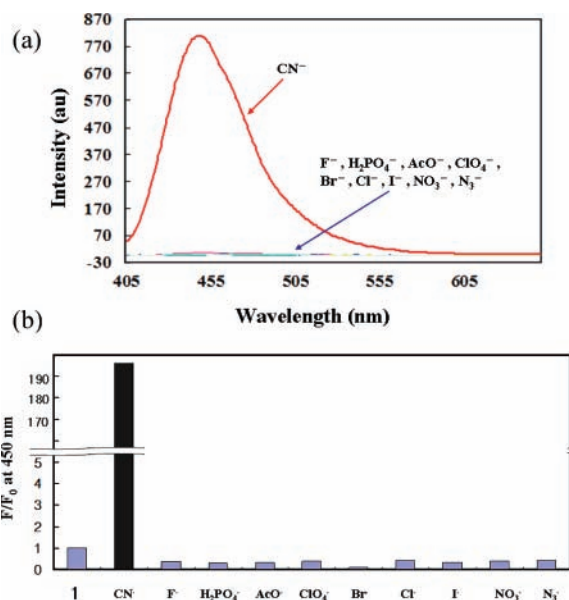 (a)
870
770
670
570
470
370
270
170
70
-30
Intensity (au)
CN⁻
F⁻ , H₂PO₄⁻ , AcO⁻ , ClO₄⁻ ,
Br⁻ , Cl⁻ , I⁻ , NO₃⁻ , N₃⁻
405 455 505 555 605
Wavelength (nm)
(b)
190
170
5
4
3
2
1
0
F/F₀ at 450 nm
1 CN⁻ F⁻ H₂PO₄⁻ AcO⁻ ClO₄⁻ Br⁻ Cl⁻ I⁻ NO₃⁻ N₃⁻